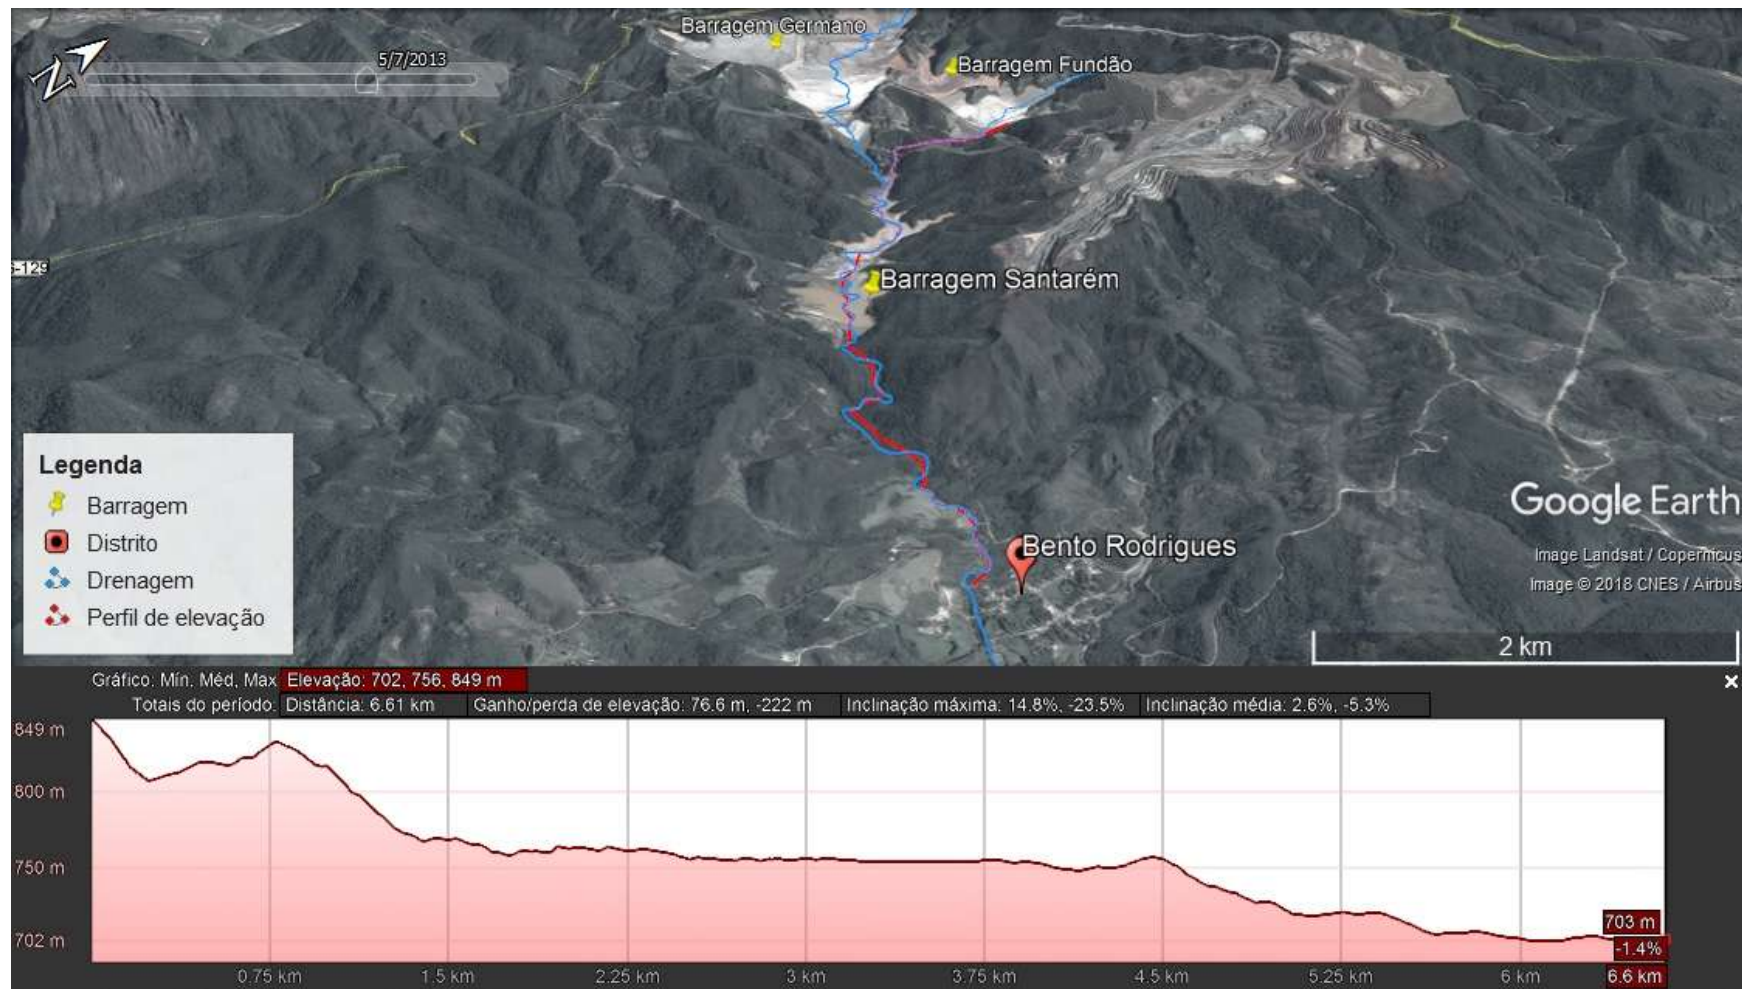 Barragem Germano
N
5/7/2013
Barragem Fundão
-129
Barragem Santarém
Legenda
Barragem
Distrito
Drenagem
Perfil de elevação
Bento Rodrigues
Google Earth
Image Landsat / Copernicus
Image © 2018 CNES / Airbus
2 km
Gráfico: Mín, Méd, Max Elevação: 702, 756, 849 m
Totais do período: Distância: 6.61 km Ganho/perda de elevação: 76.6 m, -222 m Inclinação máxima: 14.8%, -23.5% Inclinação média: 2.6%, -5.3%
849 m
800 m
750 m
702 m
703 m
-1.4%
0.75 km 1.5 km 2.25 km 3 km 3.75 km 4.5 km 5.25 km 6 km 6.6 km